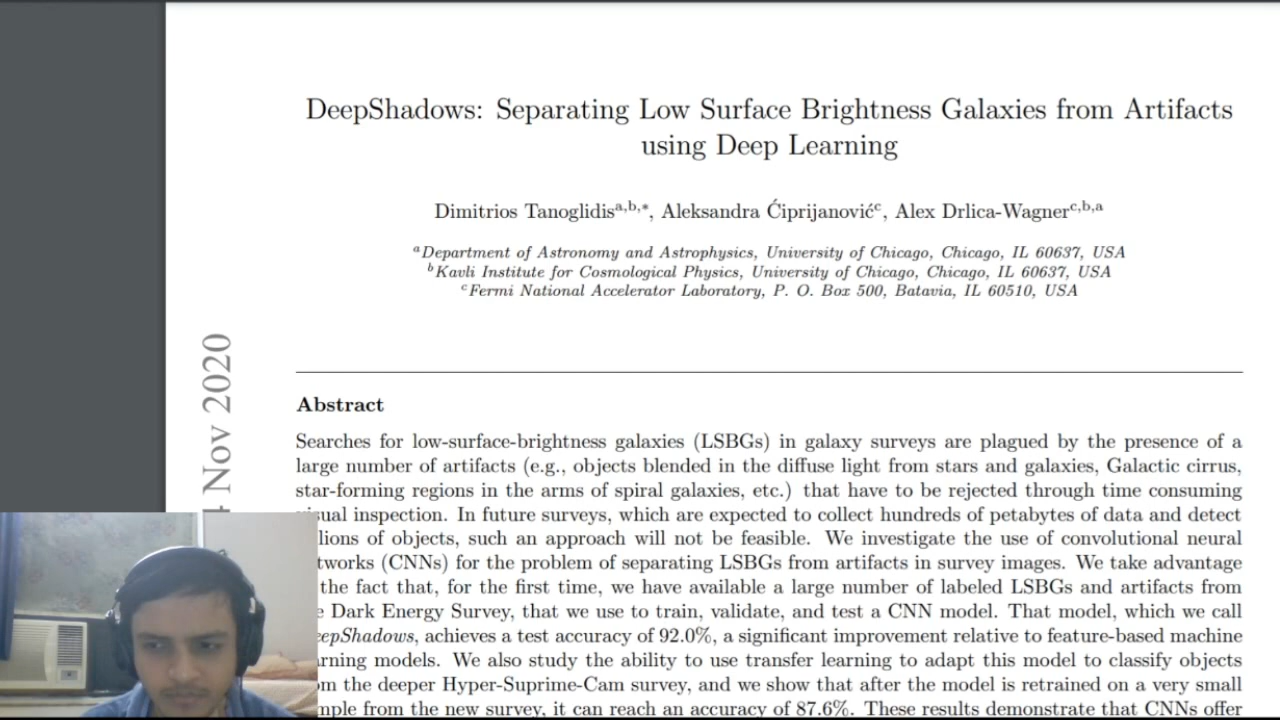 DeepShadows: Separating Low Surface Brightness Galaxies from Artifacts
using Deep Learning
Dimitrios Tanoglidis^a,b,*, Aleksandra Ćiprijanović^c, Alex Drlica-Wagner^c,b,a
^a Department of Astronomy and Astrophysics, University of Chicago, Chicago, IL 60637, USA
^b Kavli Institute for Cosmological Physics, University of Chicago, Chicago, IL 60637, USA
^c Fermi National Accelerator Laboratory, P. O. Box 500, Batavia, IL 60510, USA
Nov 2020
Abstract
Searches for low-surface-brightness galaxies (LSBGs) in galaxy surveys are plagued by the presence of a
large number of artifacts (e.g., objects blended in the diffuse light from stars and galaxies, Galactic cirrus,
star-forming regions in the arms of spiral galaxies, etc.) that have to be rejected through time consuming
inspection. In future surveys, which are expected to collect hundreds of petabytes of data and detect
of objects, such an approach will not be feasible. We investigate the use of convolutional neural
(CNNs) for the problem of separating LSBGs from artifacts in survey images. We take advantage
the fact that, for the first time, we have available a large number of labeled LSBGs and artifacts from
Dark Energy Survey, that we use to train, validate, and test a CNN model. That model, which we call
achieves a test accuracy of 92.0%, a significant improvement relative to feature-based machine
models. We also study the ability to use transfer learning to adapt this model to classify objects
the deeper Hyper-Suprime-Cam survey, and we show that after the model is retrained on a very small
from the new survey, it can reach an accuracy of 87.6%. These results demonstrate that CNNs offer